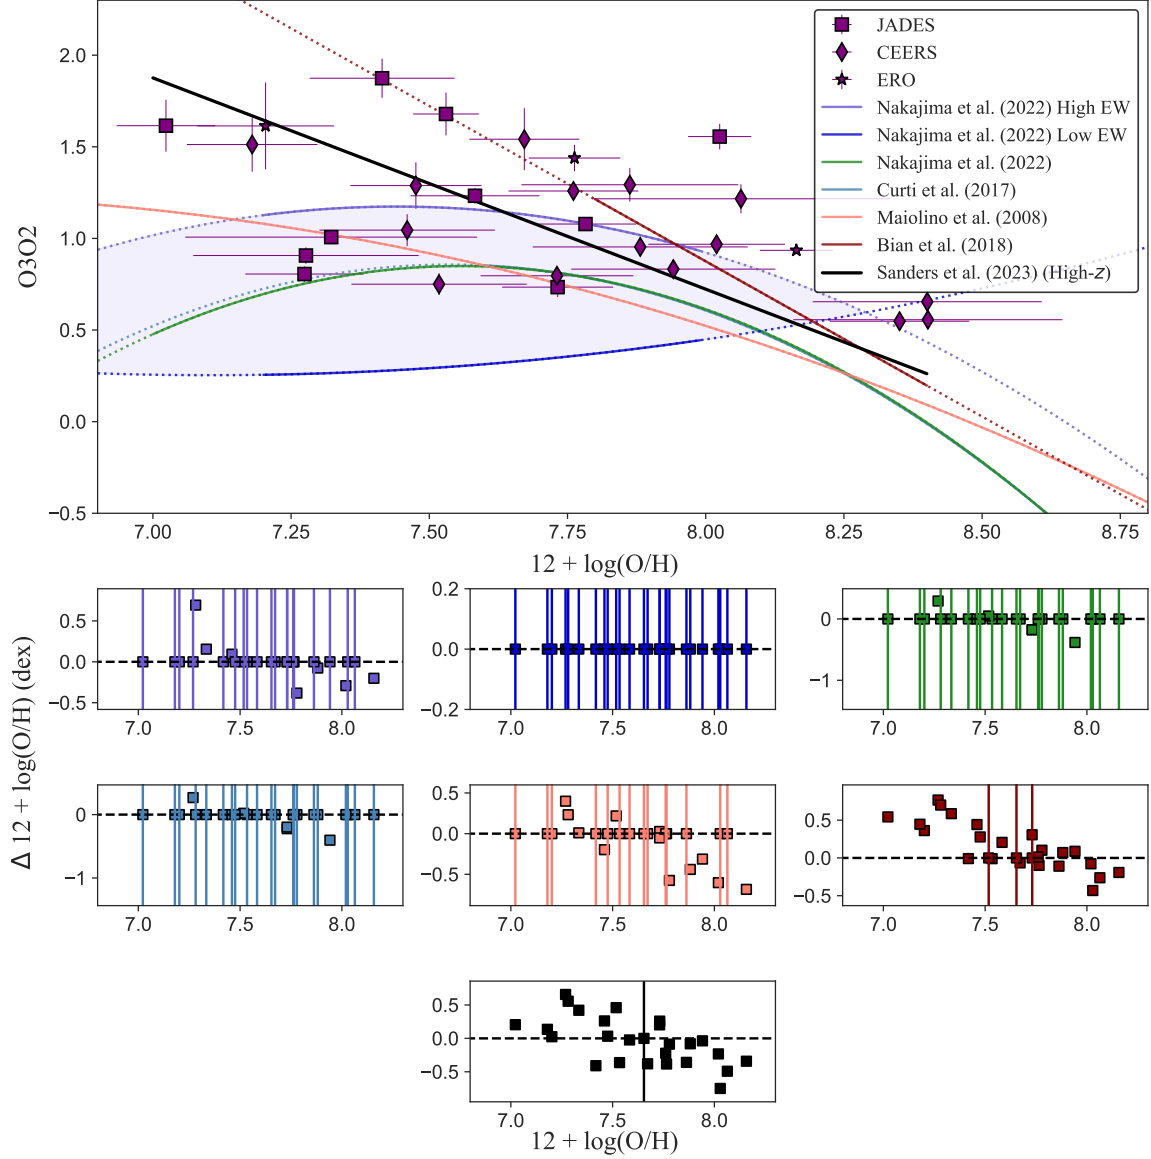 2.0
1.5
1.0
0.5
0.0
−0.5
O3O2
JADES
CEERS
ERO
Nakajima et al. (2022) High EW
Nakajima et al. (2022) Low EW
Nakajima et al. (2022)
Curti et al. (2017)
Maiolino et al. (2008)
Bian et al. (2018)
Sanders et al. (2023) (High-z)
7.00 7.25 7.50 7.75 8.00 8.25 8.50 8.75
12 + log(O/H)
Δ 12 + log(O/H) (dex)
0.5
0.0
−0.5
7.0 7.5 8.0
0.2
0.0
−0.2
7.0 7.5 8.0
0
−1
7.0 7.5 8.0
0
−1
7.0 7.5 8.0
0.5
0.0
−0.5
7.0 7.5 8.0
0.5
0.0
−0.5
7.0 7.5 8.0
0.5
0.0
−0.5
7.0 7.5 8.0
12 + log(O/H)